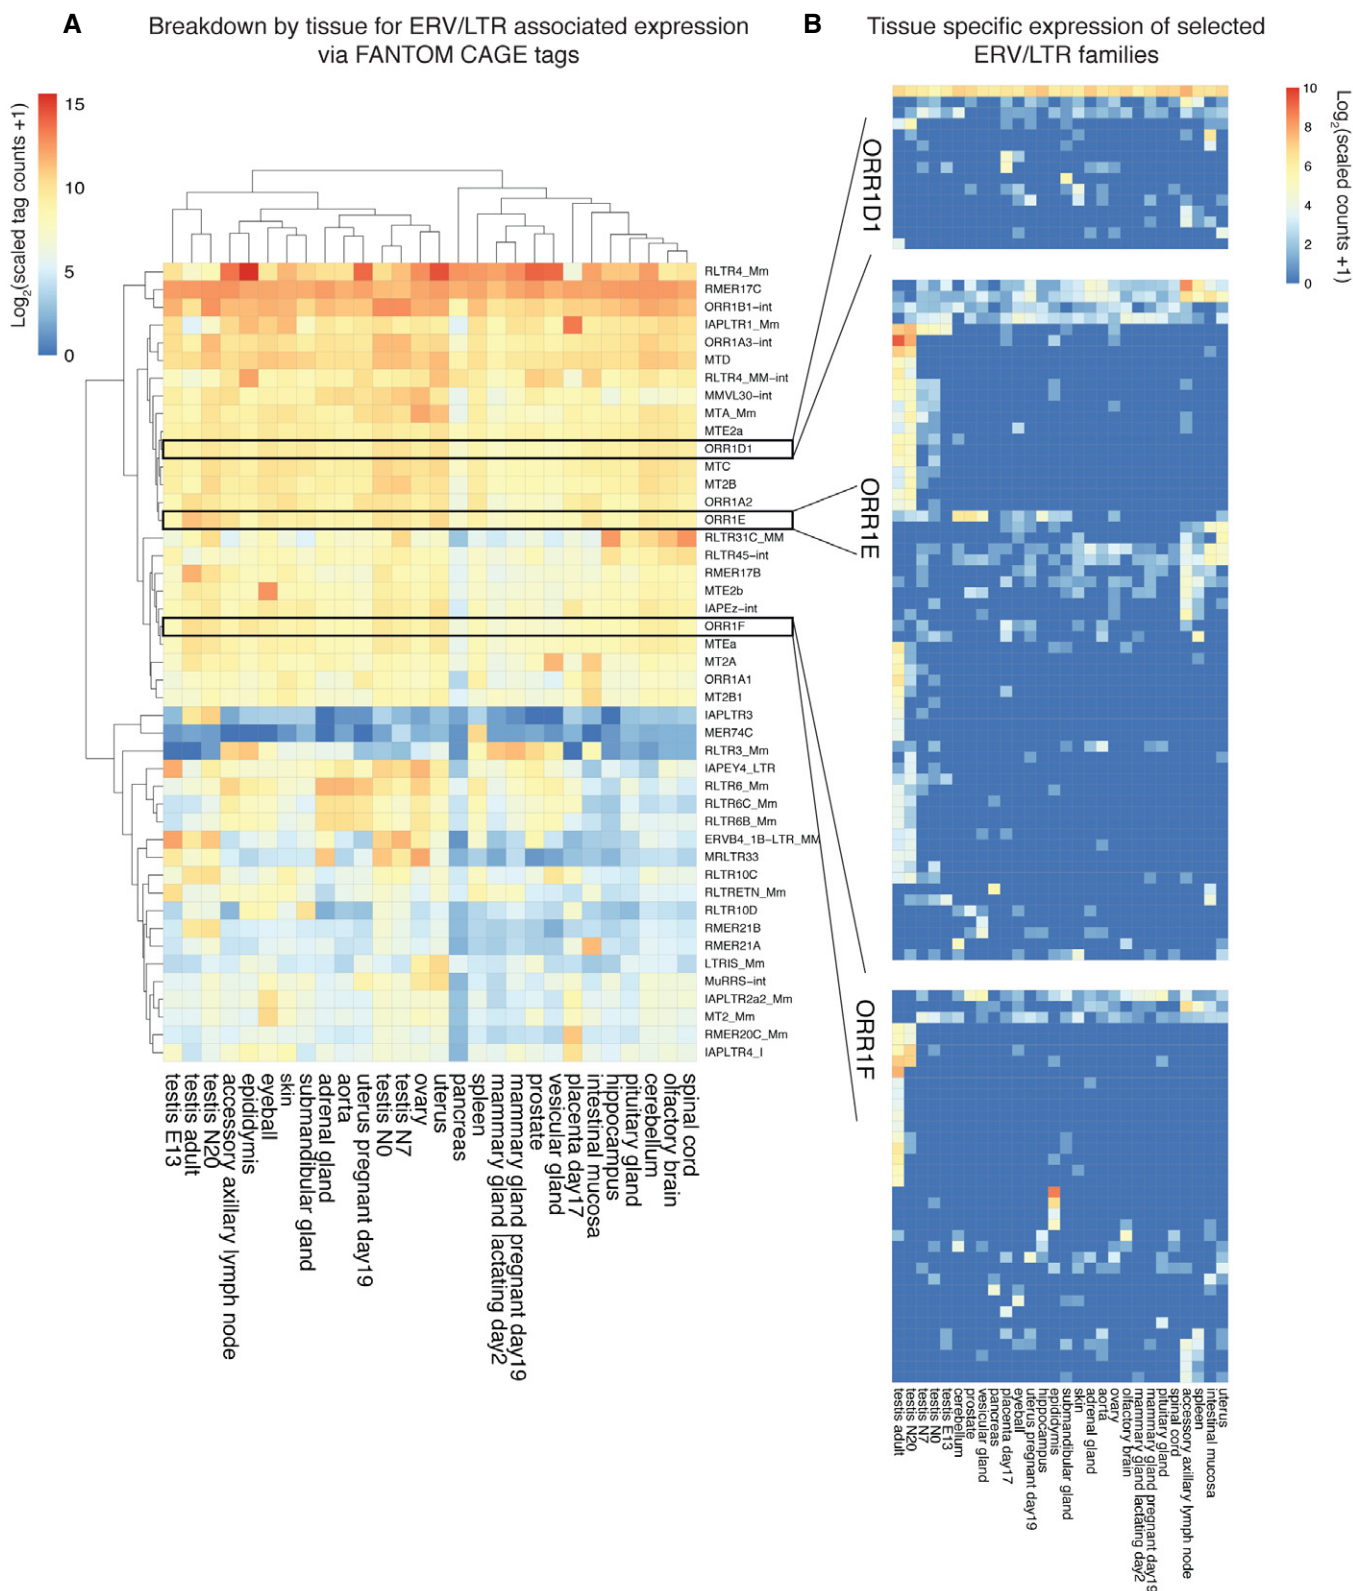 A
Breakdown by tissue for ERV/LTR associated expression
via FANTOM CAGE tags
B
Tissue specific expression of selected
ERV/LTR families
Log2(scaled tag counts +1)
15
10
5
0
RLTR4_Mm
RMER17C
ORR1B1-int
IAPLTR1_Mm
ORR1A3-int
MTD
RLTR4_MM-int
MMVL30-int
MTA_Mm
MTE2a
ORR1D1
MTC
MT2B
ORR1A2
ORR1E
RLTR31C_MM
RLTR45-int
RMER17B
MTE2b
IAPEz-int
ORR1F
MTEa
MT2A
ORR1A1
MT2B1
IAPLTR3
MER74C
RLTR3_Mm
IAPEY4_LTR
RLTR6_Mm
RLTR6C_Mm
RLTR6B_Mm
ERVB4_1B-LTR_MM
MRLTR33
RLTR10C
RLTRETN_Mm
RLTR10D
RMER21B
RMER21A
LTRIS_Mm
MuRRS-int
IAPLTR2a2_Mm
MT2_Mm
RMER20C_Mm
IAPLTR4_I
testis E13
testis adult
testis N20
accessory axillary lymph node
epididymis
eyeball
skin
submandibular gland
adrenal gland
aorta
uterus pregnant day19
testis N0
testis N7
ovary
uterus
pancreas
spleen
mammary gland lactating day2
mammary gland pregnant day19
prostate
vesicular gland
placenta day17
intestinal mucosa
hippocampus
pituitary gland
cerebellum
olfactory brain
spinal cord
ORR1D1
ORR1E
ORR1F
10
8
6
4
2
0
Log2(scaled counts +1)
testis adult
testis N20
testis N7
testis N0
testis E13
cerebellum
prostate
vesicular gland
pancreas
placenta day17
eyeball
uterus pregnant day19
hippocampus
epididymis
submandibular gland
skin
adrenal gland
aorta
ovary
olfactory brain
mammary gland lactating day2
mammary gland pregnant day19
pituitary gland
spinal cord
accessory axillary lymph node
spleen
intestinal mucosa
uterus